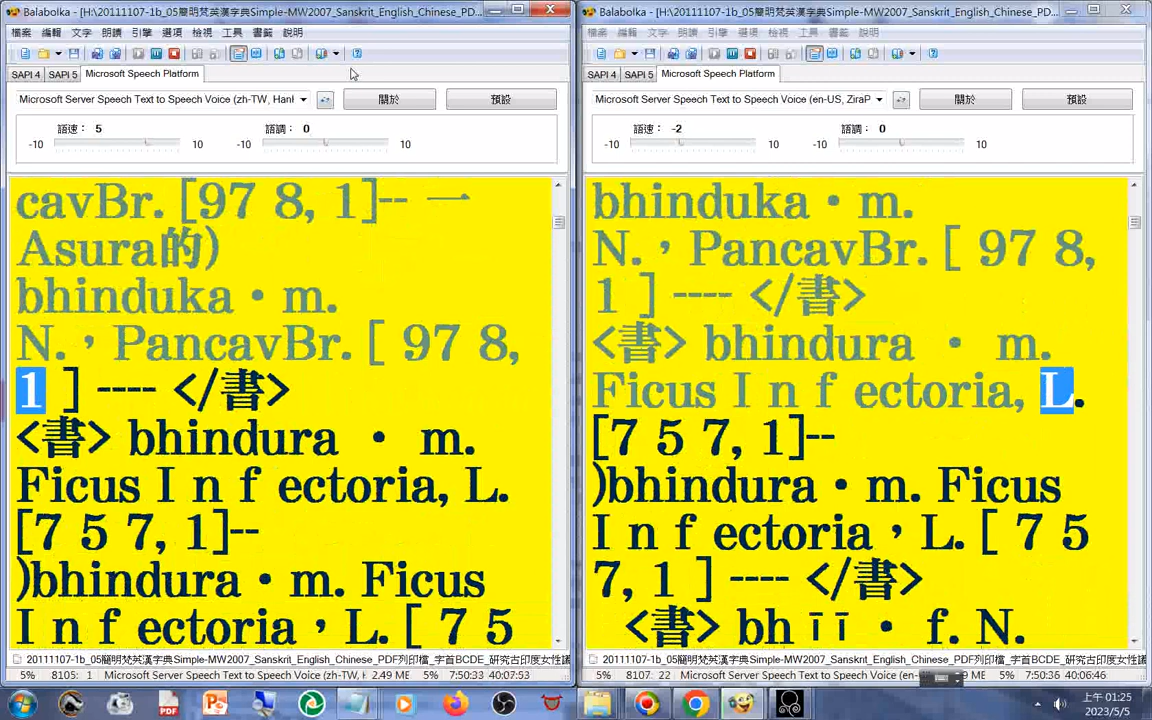 Balabolka - [H:\20111107-1b_05簡明梵英漢字典Simple-MW2007_Sanskrit_English_Chinese_PD...
檔案 編輯 文字 朗讀 引擎 選項 檢視 工具 書籤 說明
SAPI 4 SAPI 5 Microsoft Speech Platform
Microsoft Server Speech Text to Speech Voice (zh-TW, Hanl
關於 預設
語速： 5 語調： 0
-10 10 -10 10
cavBr. [97 8, 1]-- 一
Asura的)
bhinduka • m.
N.，PancavBr. [ 97 8,
1 ] ---- </書>
<書> bhindura • m.
Ficus I n f ectoria, L.
[7 5 7, 1]--
)bhindura • m. Ficus
I n f ectoria，L. [ 7 5
20111107-1b_05簡明梵英漢字典Simple-MW2007_Sanskrit_English_Chinese_PDF列印檔_字首BCDE_研究古印度女性議
5% 8105: 1 Microsoft Server Speech Text to Speech Voice (zh-TW, H 2.49 MB 5% 7:50:33 40:07:53
Balabolka - [H:\20111107-1b_05簡明梵英漢字典Simple-MW2007_Sanskrit_English_Chinese_PD...
檔案 編輯 文字 朗讀 引擎 選項 檢視 工具 書籤 說明
SAPI 4 SAPI 5 Microsoft Speech Platform
Microsoft Server Speech Text to Speech Voice (en-US, ZiraP
關於 預設
語速： -2 語調： 0
-10 10 -10 10
bhinduka • m.
N.，PancavBr. [ 97 8,
1 ] ---- </書>
<書> bhindura • m.
Ficus I n f ectoria, L.
[7 5 7, 1]--
)bhindura • m. Ficus
I n f ectoria，L. [ 7 5
7, 1 ] ---- </書>
<書> bh ī ī • f. N.
20111107-1b_05簡明梵英漢字典Simple-MW2007_Sanskrit_English_Chinese_PDF列印檔_字首BCDE_研究古印度女性議
5% 8107: 22 Microsoft Server Speech Text to Speech Voice 5% 7:50:36 40:06:46
上午 01:25
2023/5/5